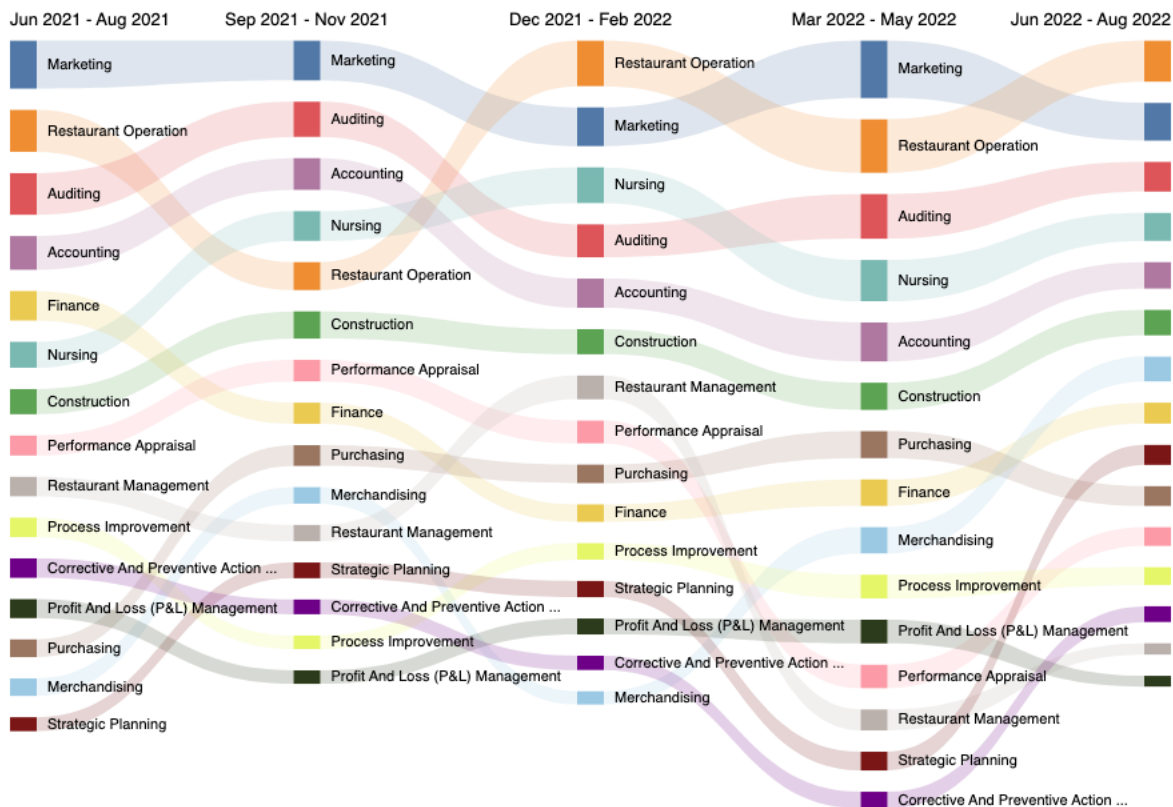 Jun 2021 - Aug 2021
Sep 2021 - Nov 2021
Dec 2021 - Feb 2022
Mar 2022 - May 2022
Jun 2022 - Aug 2022
Marketing
Restaurant Operation
Auditing
Accounting
Finance
Nursing
Construction
Performance Appraisal
Restaurant Management
Process Improvement
Corrective And Preventive Action ...
Profit And Loss (P&L) Management
Purchasing
Merchandising
Strategic Planning
Marketing
Auditing
Accounting
Nursing
Restaurant Operation
Construction
Performance Appraisal
Finance
Purchasing
Merchandising
Restaurant Management
Strategic Planning
Corrective And Preventive Action ...
Process Improvement
Profit And Loss (P&L) Management
Restaurant Operation
Marketing
Nursing
Auditing
Accounting
Construction
Restaurant Management
Performance Appraisal
Purchasing
Finance
Process Improvement
Strategic Planning
Profit And Loss (P&L) Management
Corrective And Preventive Action ...
Merchandising
Marketing
Restaurant Operation
Auditing
Nursing
Accounting
Construction
Purchasing
Finance
Merchandising
Process Improvement
Profit And Loss (P&L) Management
Performance Appraisal
Restaurant Management
Strategic Planning
Corrective And Preventive Action ...